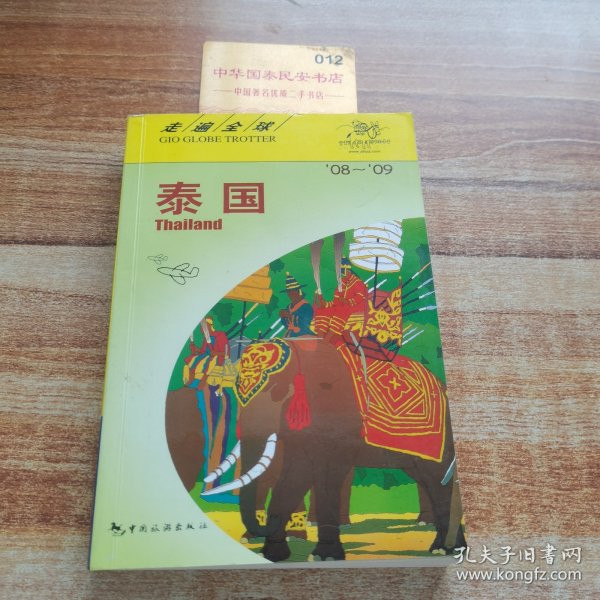 012
中华国泰民安书店
——中国著名优质二手书店——
走遍全球
GIO GLOBE TROTTER
'08～'09
泰国
Thailand
中国旅游出版社
孔夫子旧书网
www.kongfz.com